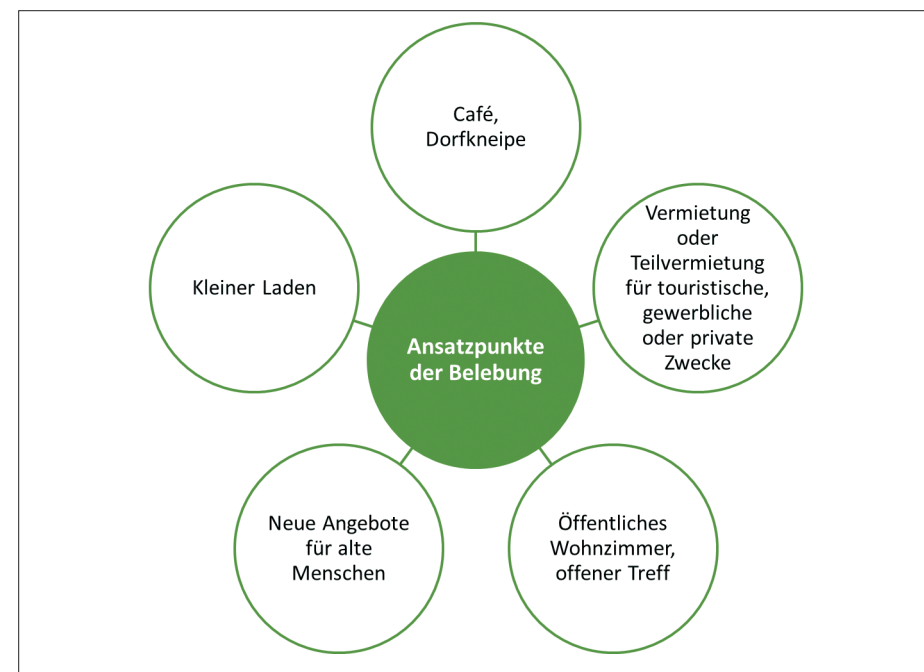 Café,
Dorfkneipe
Vermietung
oder
Teilvermietung
für touristische,
gewerbliche
oder private
Zwecke
Kleiner Laden
Ansatzpunkte
der Belebung
Neue Angebote
für alte
Menschen
Öffentliches
Wohnzimmer,
offener Treff